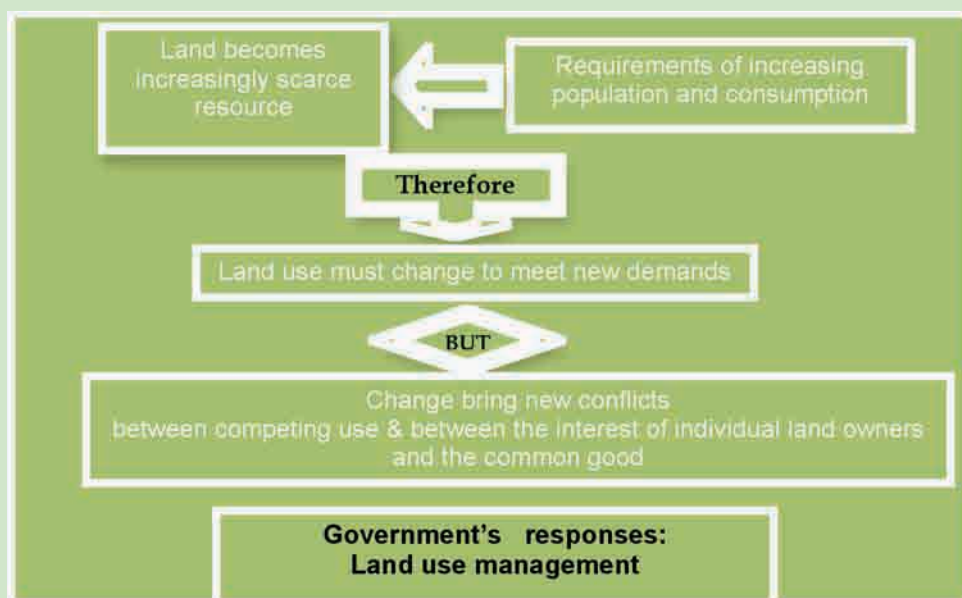 Land becomes
increasingly scarce
resource
Requirements of increasing
population and consumption
Therefore
Land use must change to meet new demands
BUT
Change bring new conflicts
between competing use & between the interest of individual land owners
and the common good
Government's responses:
Land use management